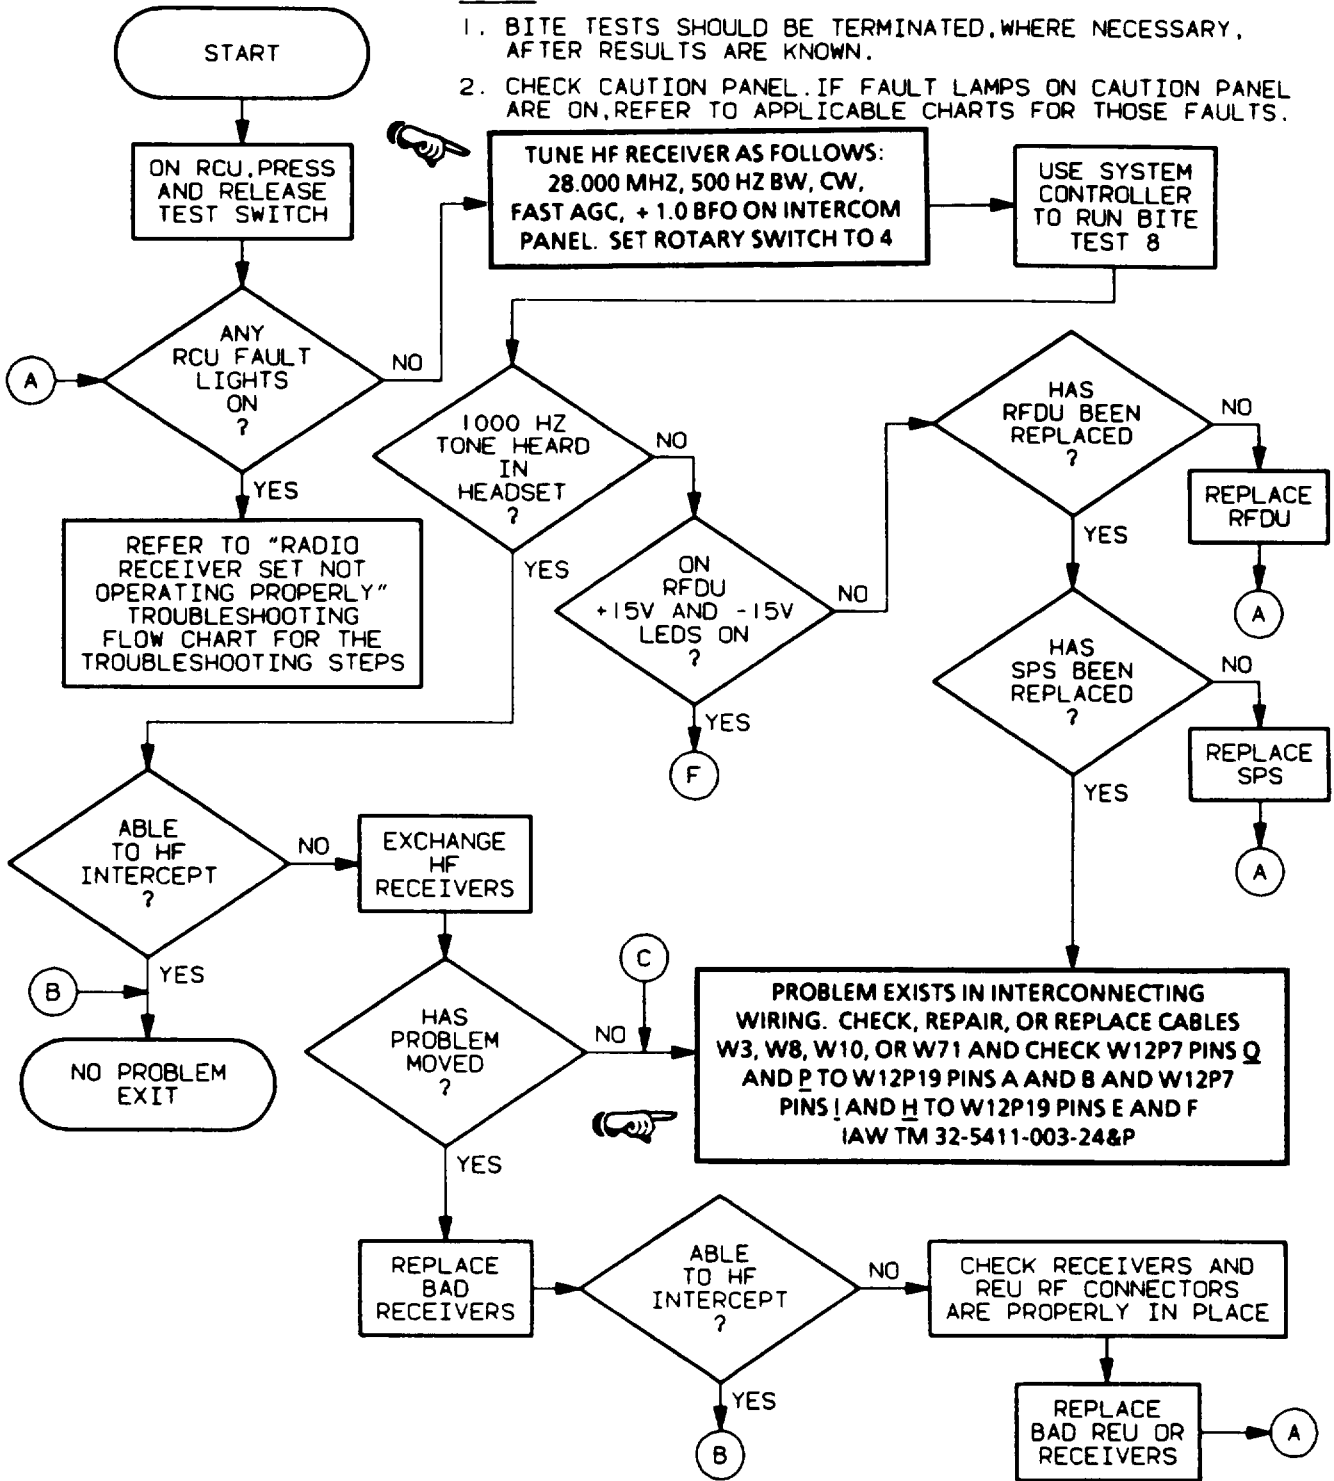 1. BITE TESTS SHOULD BE TERMINATED, WHERE NECESSARY,
AFTER RESULTS ARE KNOWN.
2. CHECK CAUTION PANEL. IF FAULT LAMPS ON CAUTION PANEL
ARE ON, REFER TO APPLICABLE CHARTS FOR THOSE FAULTS.
START
ON RCU, PRESS
AND RELEASE
TEST SWITCH
TUNE HF RECEIVER AS FOLLOWS:
28.000 MHZ, 500 HZ BW, CW,
FAST AGC, + 1.0 BFO ON INTERCOM
PANEL. SET ROTARY SWITCH TO 4
USE SYSTEM
CONTROLLER
TO RUN BITE
TEST 8
A
ANY
RCU FAULT
LIGHTS
ON
?
NO
YES
REFER TO "RADIO
RECEIVER SET NOT
OPERATING PROPERLY"
TROUBLESHOOTING
FLOW CHART FOR THE
TROUBLESHOOTING STEPS
1000 HZ
TONE HEARD
IN
HEADSET
?
NO
YES
ON
RFDU
+15V AND -15V
LEDS ON
?
NO
YES
F
HAS
RFDU BEEN
REPLACED
?
NO
REPLACE
RFDU
A
YES
HAS
SPS BEEN
REPLACED
?
NO
REPLACE
SPS
A
YES
ABLE
TO HF
INTERCEPT
?
NO
YES
B
NO PROBLEM
EXIT
EXCHANGE
HF
RECEIVERS
HAS
PROBLEM
MOVED
?
NO
C
YES
PROBLEM EXISTS IN INTERCONNECTING
WIRING. CHECK, REPAIR, OR REPLACE CABLES
W3, W8, W10, OR W71 AND CHECK W12P7 PINS Q
AND P TO W12P19 PINS A AND B AND W12P7
PINS I AND H TO W12P19 PINS E AND F
IAW TM 32-5411-003-24&P
REPLACE
BAD
RECEIVERS
ABLE
TO HF
INTERCEPT
?
NO
YES
B
CHECK RECEIVERS AND
REU RF CONNECTORS
ARE PROPERLY IN PLACE
REPLACE
BAD REU OR
RECEIVERS
A